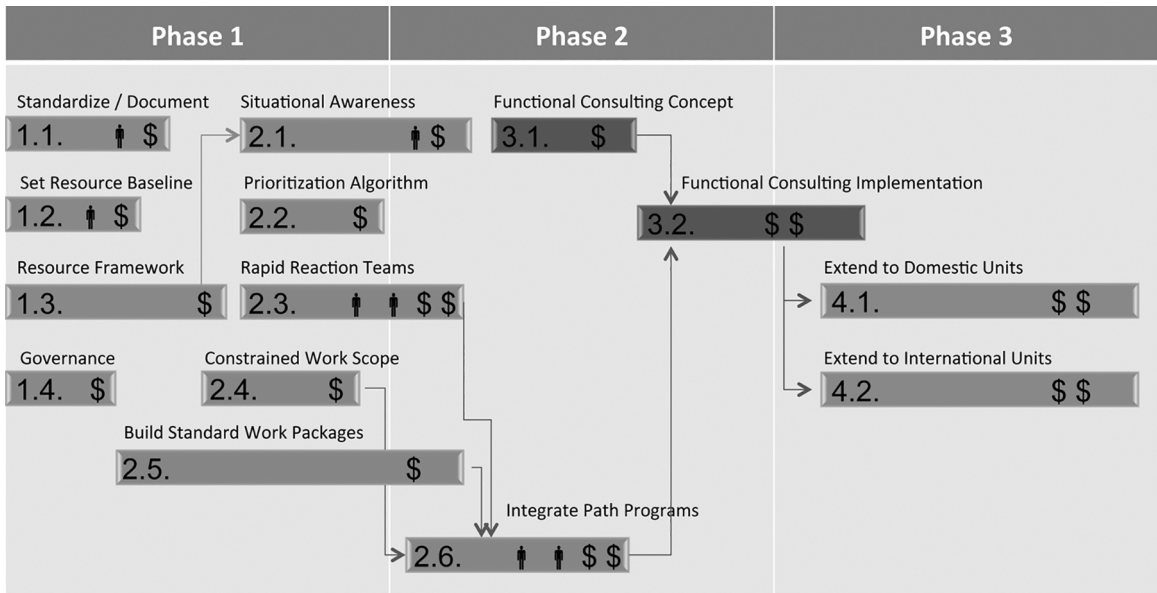 Phase 1
Phase 2
Phase 3
Standardize / Document
1.1. $
Situational Awareness
2.1. $
Functional Consulting Concept
3.1. $
Set Resource Baseline
1.2. $
Prioritization Algorithm
2.2. $
Functional Consulting Implementation
3.2. $ $
Resource Framework
1.3. $
Rapid Reaction Teams
2.3. $ $
Extend to Domestic Units
4.1. $ $
Governance
1.4. $
Constrained Work Scope
2.4. $
Extend to International Units
4.2. $ $
Build Standard Work Packages
2.5. $
Integrate Path Programs
2.6. $ $